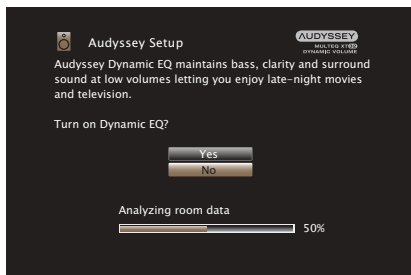 Audyssey Setup
AUDYSSEY
MULTEQ XT32
DYNAMIC VOLUME
Audyssey Dynamic EQ maintains bass, clarity and surround
sound at low volumes letting you enjoy late-night movies
and television.
Turn on Dynamic EQ?
Yes
No
Analyzing room data
50%